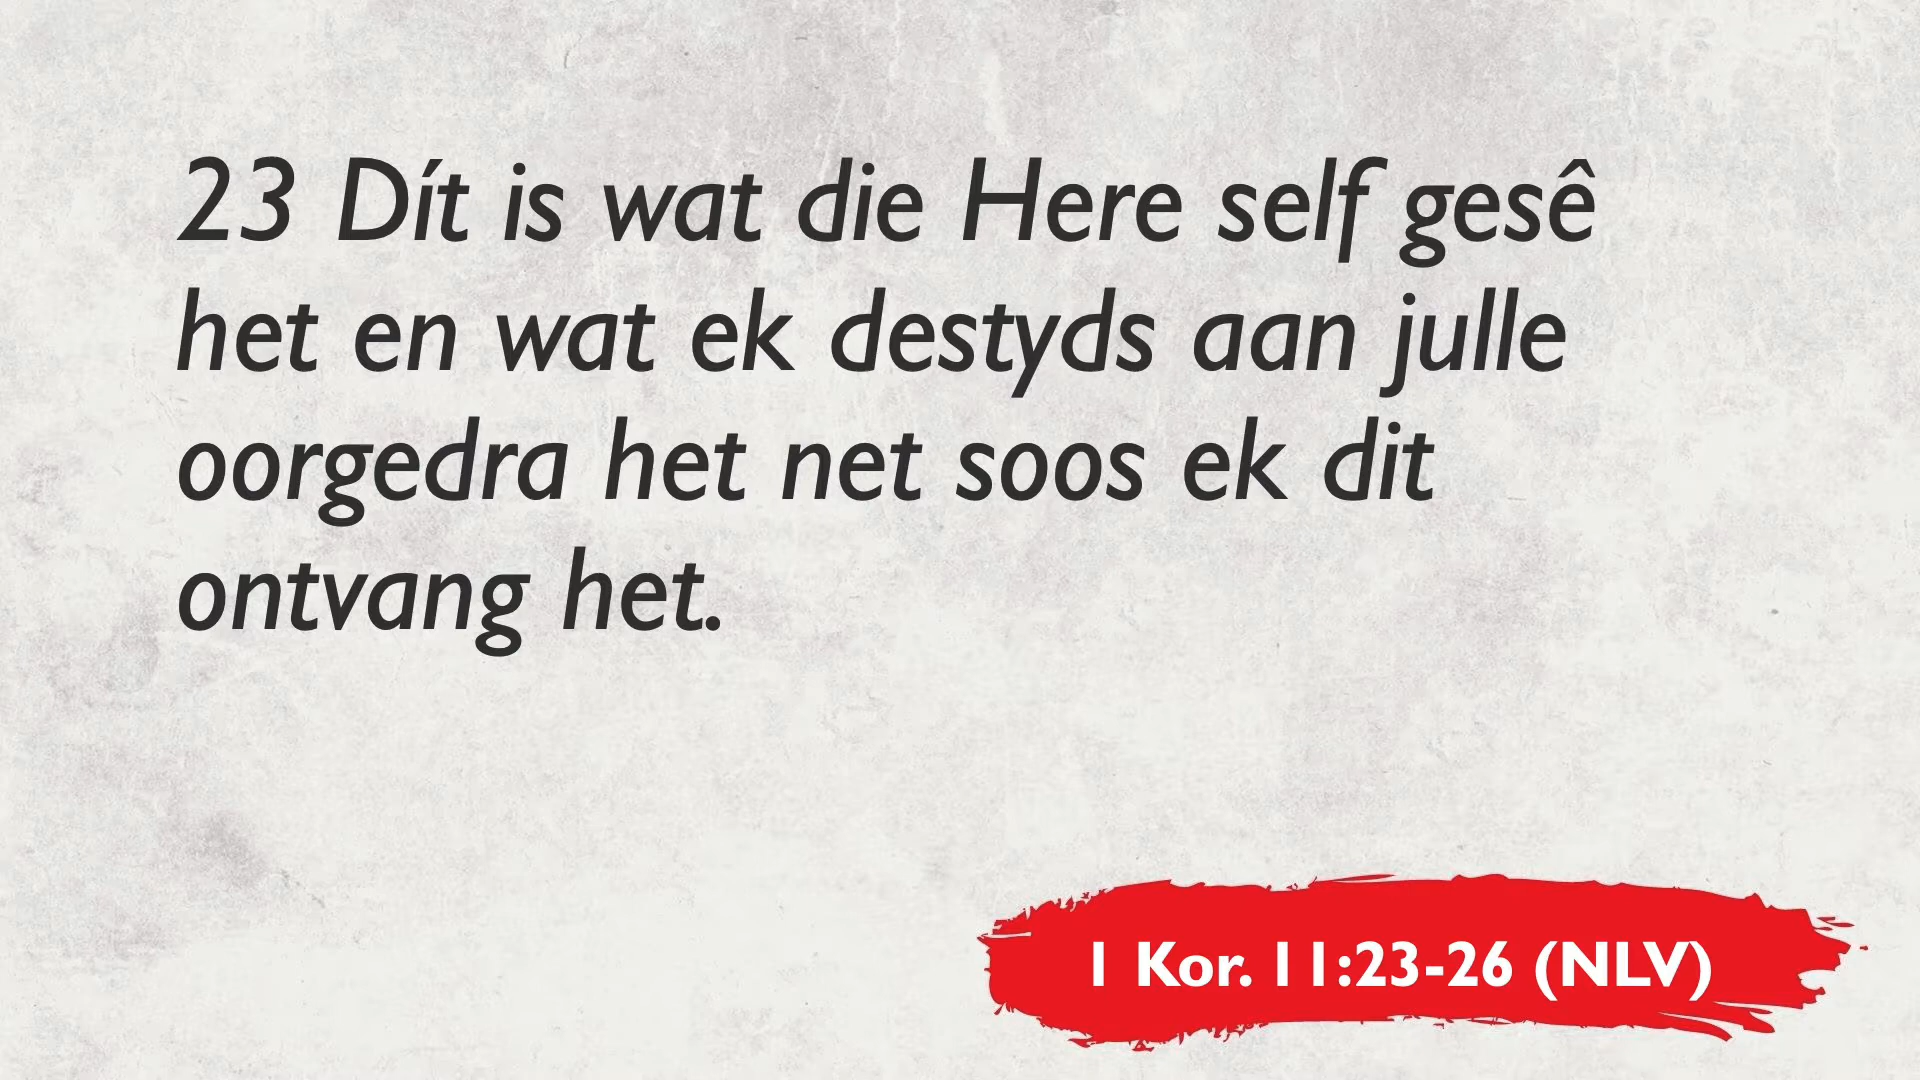 23 Dít is wat die Here self gesê
het en wat ek destyds aan julle
oorgedra het net soos ek dit
ontvang het.
1 Kor. 11:23-26 (NLV)